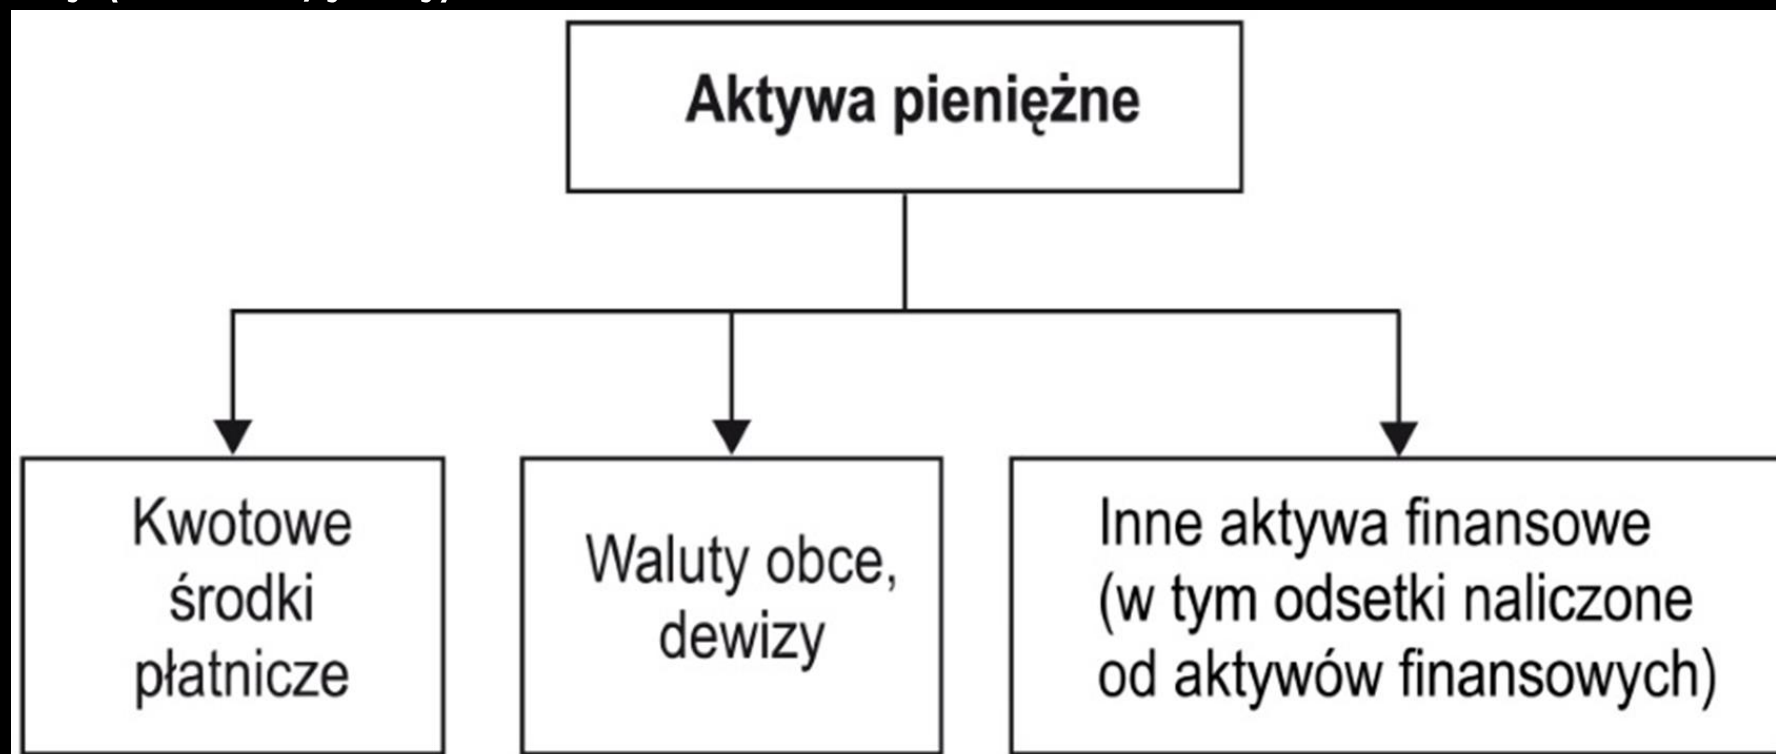 Aktywa pieniężne
Kwotowe
środki
płatnicze
Waluty obce,
dewizy
Inne aktywa finansowe
(w tym odsetki naliczone
od aktywów finansowych)